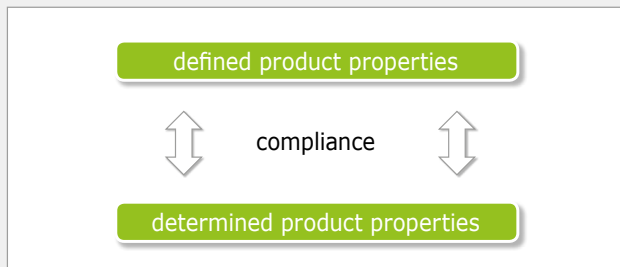 defined product properties
compliance
determined product properties